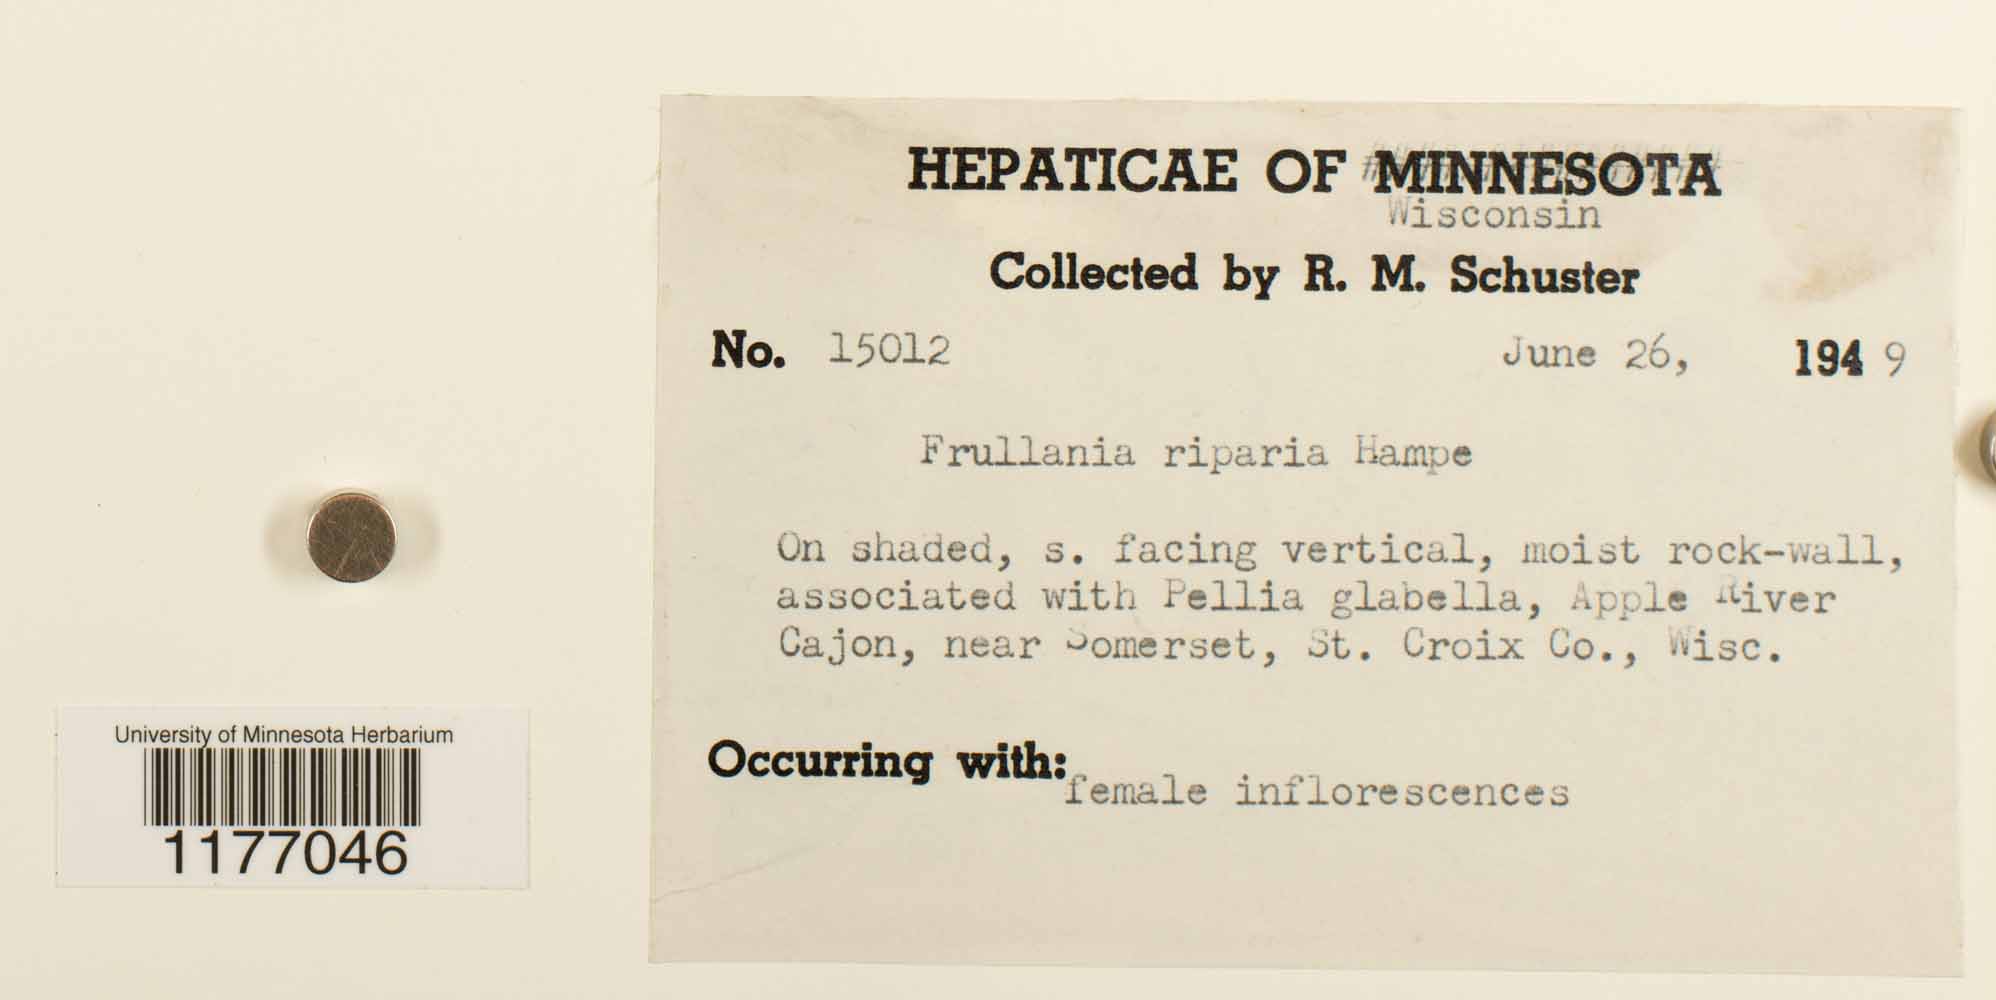 HEPATICAE OF MINNESOTA
Wisconsin
Collected by R. M. Schuster
No. 15012 June 26, 1949
Frullania riparia Hampe
On shaded, s. facing vertical, moist rock-wall,
associated with Pellia glabella, Apple River
Cajon, near Somerset, St. Croix Co., Wisc.
Occurring with:
female inflorescences
University of Minnesota Herbarium
1177046